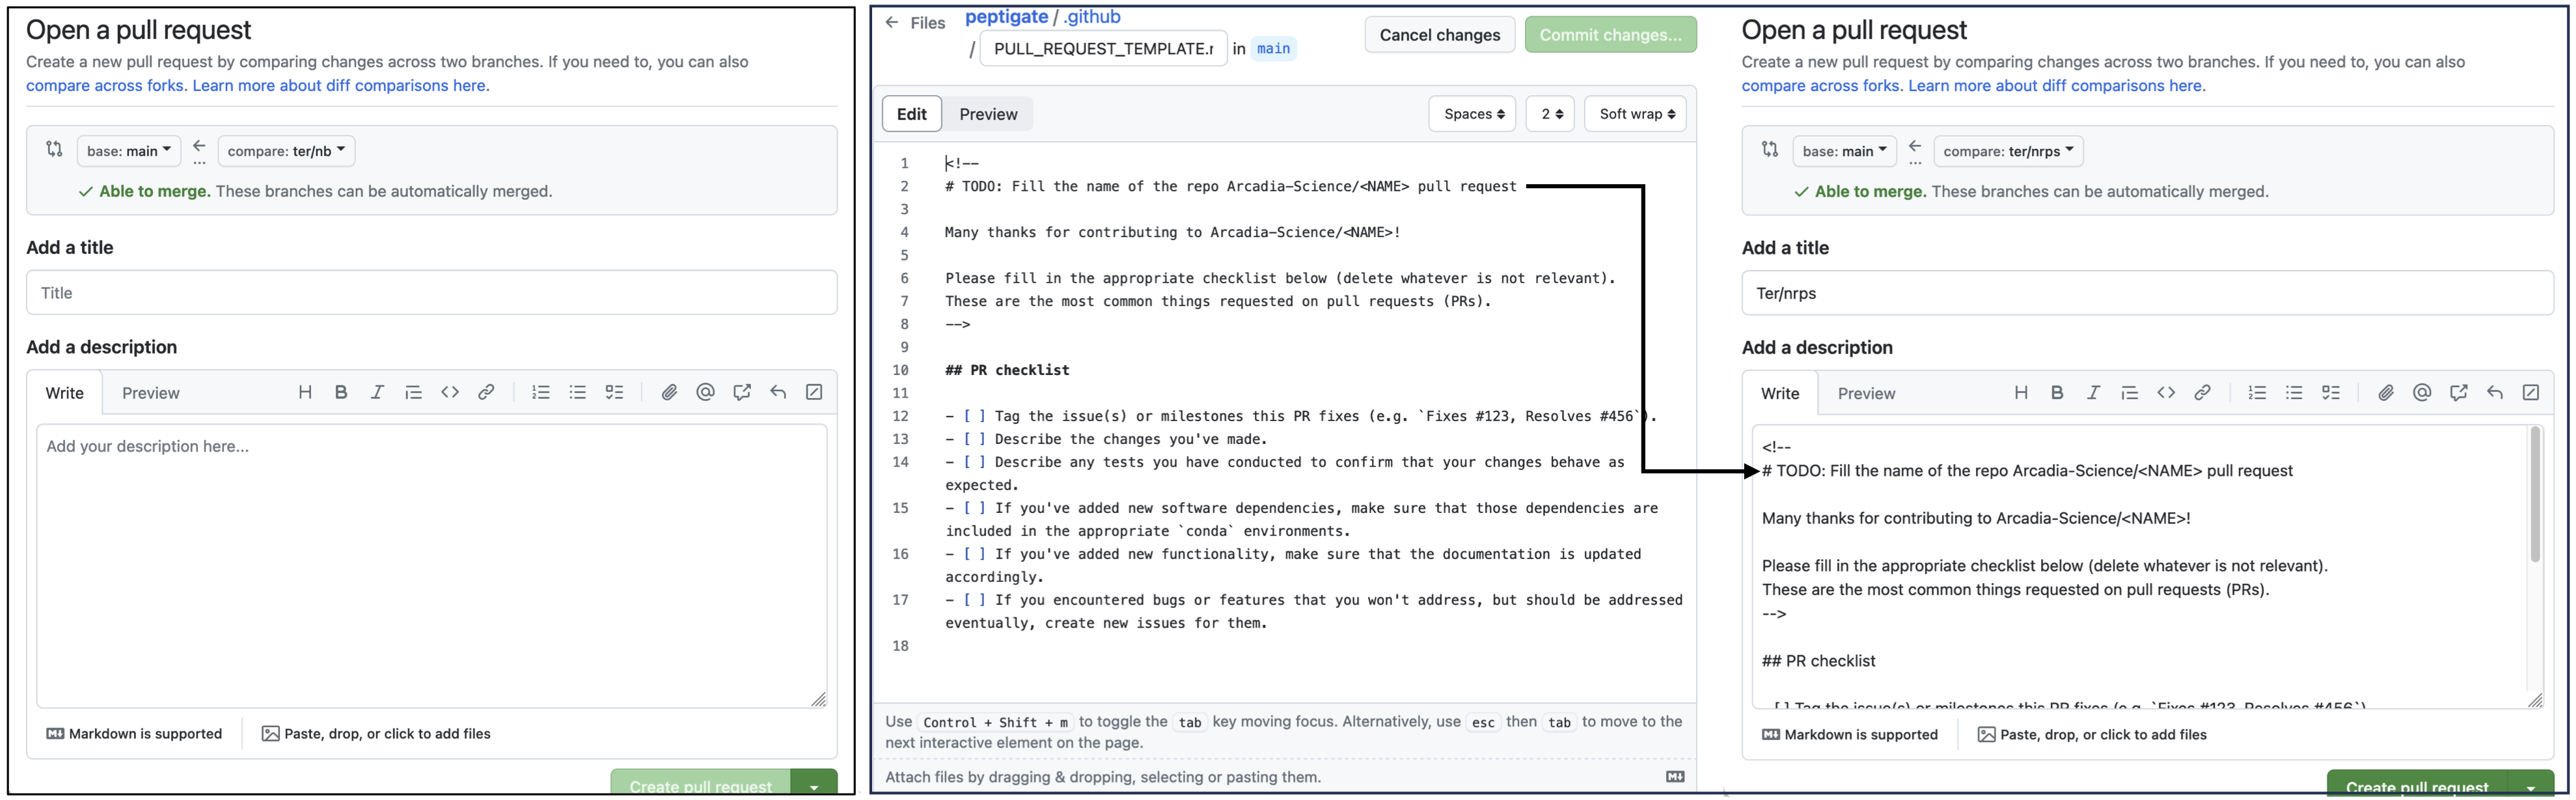 Open a pull request
Create a new pull request by comparing changes across two branches. If you need to, you can also
compare across forks. Learn more about diff comparisons here.
base: main
compare: ter/nb
Able to merge. These branches can be automatically merged.
Add a title
Title
Add a description
Write
Preview
Add your description here...
Markdown is supported
Paste, drop, or click to add files
Create pull request
Files
peptigate / .github
/ PULL_REQUEST_TEMPLATE.r in main
Cancel changes
Commit changes...
Edit
Preview
Spaces
2
Soft wrap
1 <!--
2 # TODO: Fill the name of the repo Arcadia-Science/<NAME> pull request
3
4 Many thanks for contributing to Arcadia-Science/<NAME>!
5
6 Please fill in the appropriate checklist below (delete whatever is not relevant).
7 These are the most common things requested on pull requests (PRs).
8 -->
9
10 ## PR checklist
11
12 - [ ] Tag the issue(s) or milestones this PR fixes (e.g. `Fixes #123, Resolves #456`).
13 - [ ] Describe the changes you've made.
14 - [ ] Describe any tests you have conducted to confirm that your changes behave as
expected.
15 - [ ] If you've added new software dependencies, make sure that those dependencies are
included in the appropriate `conda` environments.
16 - [ ] If you've added new functionality, make sure that the documentation is updated
accordingly.
17 - [ ] If you encountered bugs or features that you won't address, but should be addressed
eventually, create new issues for them.
18
Use Control + Shift + m to toggle the tab key moving focus. Alternatively, use esc then tab to move to the
next interactive element on the page.
Attach files by dragging & dropping, selecting or pasting them.
Open a pull request
Create a new pull request by comparing changes across two branches. If you need to, you can also
compare across forks. Learn more about diff comparisons here.
base: main
compare: ter/nrps
Able to merge. These branches can be automatically merged.
Add a title
Ter/nrps
Add a description
Write
Preview
<!--
# TODO: Fill the name of the repo Arcadia-Science/<NAME> pull request
Many thanks for contributing to Arcadia-Science/<NAME>!
Please fill in the appropriate checklist below (delete whatever is not relevant).
These are the most common things requested on pull requests (PRs).
-->
## PR checklist
- [ ] Tag the issue(s) or milestones this PR fixes (e.g. `Fixes #123, Resolves #456`)
Markdown is supported
Paste, drop, or click to add files
Create pull request